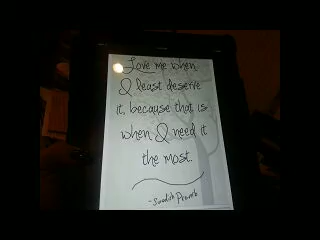 Love me when
I least deserve
it, because that is
when I need it
the most.
- Swedish Proverb